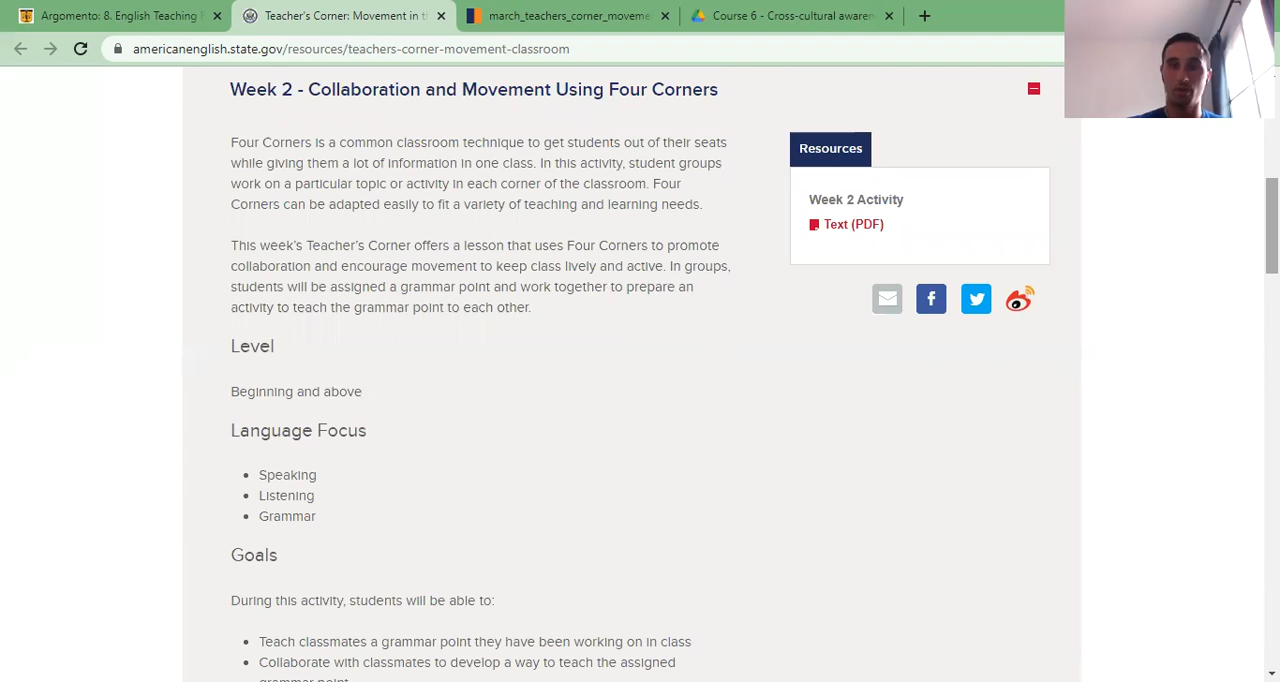 Argomento: 8. English Teaching
Teacher's Corner: Movement in t
march_teachers_corner_moveme
Course 6 - Cross-cultural awaren
americanenglish.state.gov/resources/teachers-corner-movement-classroom
Week 2 - Collaboration and Movement Using Four Corners
Four Corners is a common classroom technique to get students out of their seats
while giving them a lot of information in one class. In this activity, student groups
work on a particular topic or activity in each corner of the classroom. Four
Corners can be adapted easily to fit a variety of teaching and learning needs.
This week's Teacher's Corner offers a lesson that uses Four Corners to promote
collaboration and encourage movement to keep class lively and active. In groups,
students will be assigned a grammar point and work together to prepare an
activity to teach the grammar point to each other.
Resources
Week 2 Activity
Text (PDF)
Level
Beginning and above
Language Focus
Speaking
Listening
Grammar
Goals
During this activity, students will be able to:
Teach classmates a grammar point they have been working on in class
Collaborate with classmates to develop a way to teach the assigned
grammar point